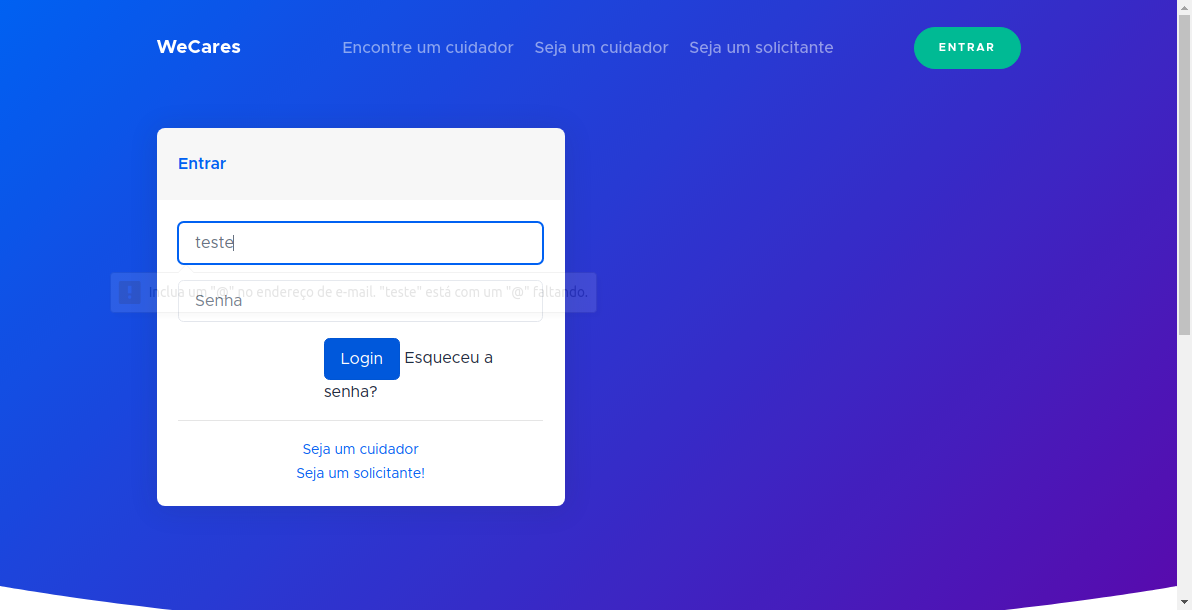 WeCares
Encontre um cuidador
Seja um cuidador
Seja um solicitante
ENTRAR
Entrar
teste
! Inclua um "@" no endereço de e-mail. "teste" está com um "@" faltando.
Senha
Login Esqueceu a
senha?
Seja um cuidador
Seja um solicitante!